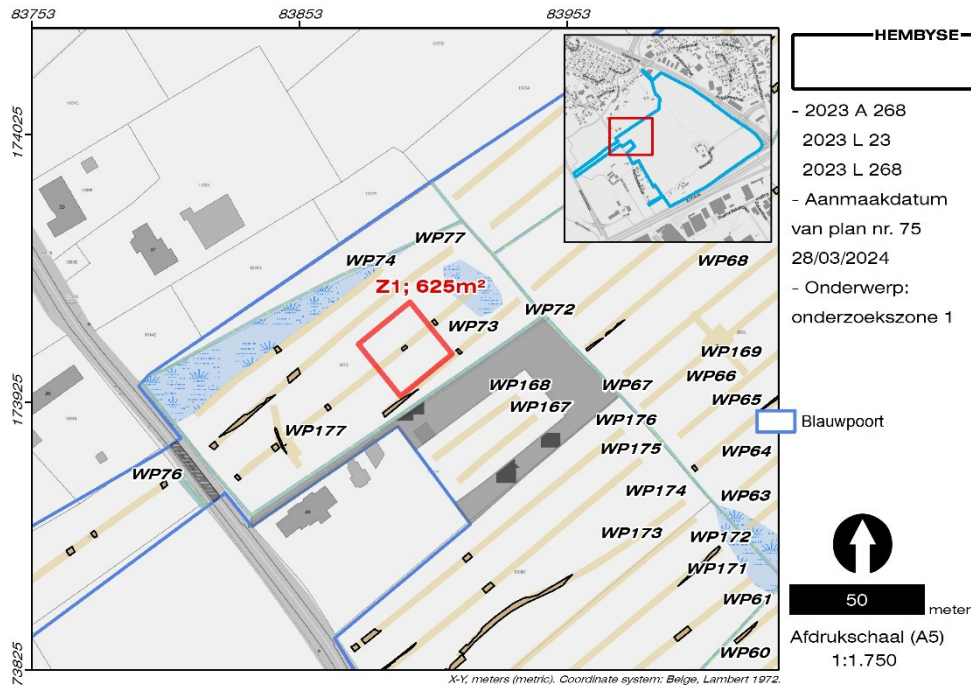 83753
83853
83953
174025
173925
173825
HEMBYSE
- 2023 A 268
2023 L 23
2023 L 268
- Aanmaakdatum
van plan nr. 75
28/03/2024
- Onderwerp:
onderzoekszone 1
WP77
WP74
WP68
Z1; 625m²
WP72
WP73
WP169
WP168
WP67
WP66
WP167
WP65
WP176
Blauwpoort
WP177
WP175
WP64
WP76
WP174
WP63
WP173
WP172
WP171
WP61
WP60
50
meter
Afdrukschaal (A5)
1:1.750
X-Y, meters (metric). Coordinate system: Belge, Lambert 1972.